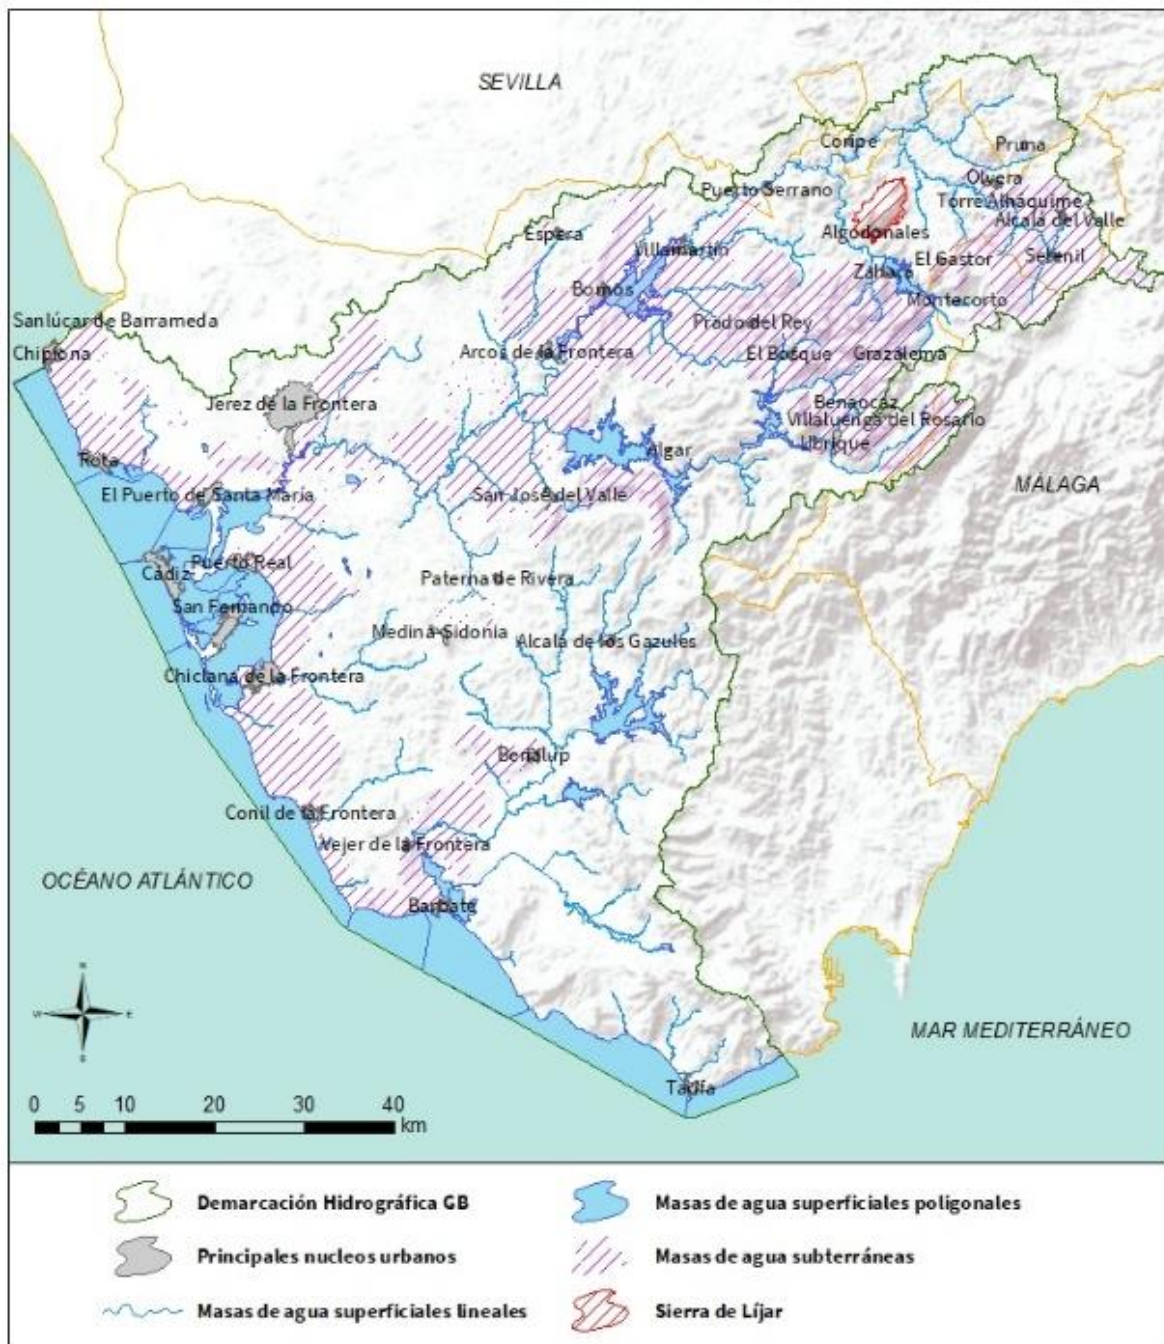 SEVILLA
Coripe
Pruna
Olvera
Puerto Serrano
Torre Alháquime
Alcalá del Valle
Espera
Villamartín
Algodonales
El Gastor
Setenil
Zahara
Bornos
Montecorto
Sanlúcar de Barrameda
Prado del Rey
Chipiona
Arcos de la Frontera
El Bosque
Grazalema
Jerez de la Frontera
Benaocaz
Villaluenga del Rosario
Ubrique
Algar
Rota
MÁLAGA
El Puerto de Santa María
San José del Valle
Puerto Real
Cádiz
Paterna de Rivera
San Fernando
Medina-Sidonia
Alcalá de los Gazules
Chiclana de la Frontera
Benalup
Conil de la Frontera
Vejer de la Frontera
OCÉANO ATLÁNTICO
Barbate
N
W E
S
MAR MEDITERRÁNEO
Tarifa
0 5 10 20 30 40
km
Demarcación Hidrográfica GB
Masas de agua superficiales poligonales
Principales nucleos urbanos
Masas de agua subterráneas
Masas de agua superficiales lineales
Sierra de Líjar